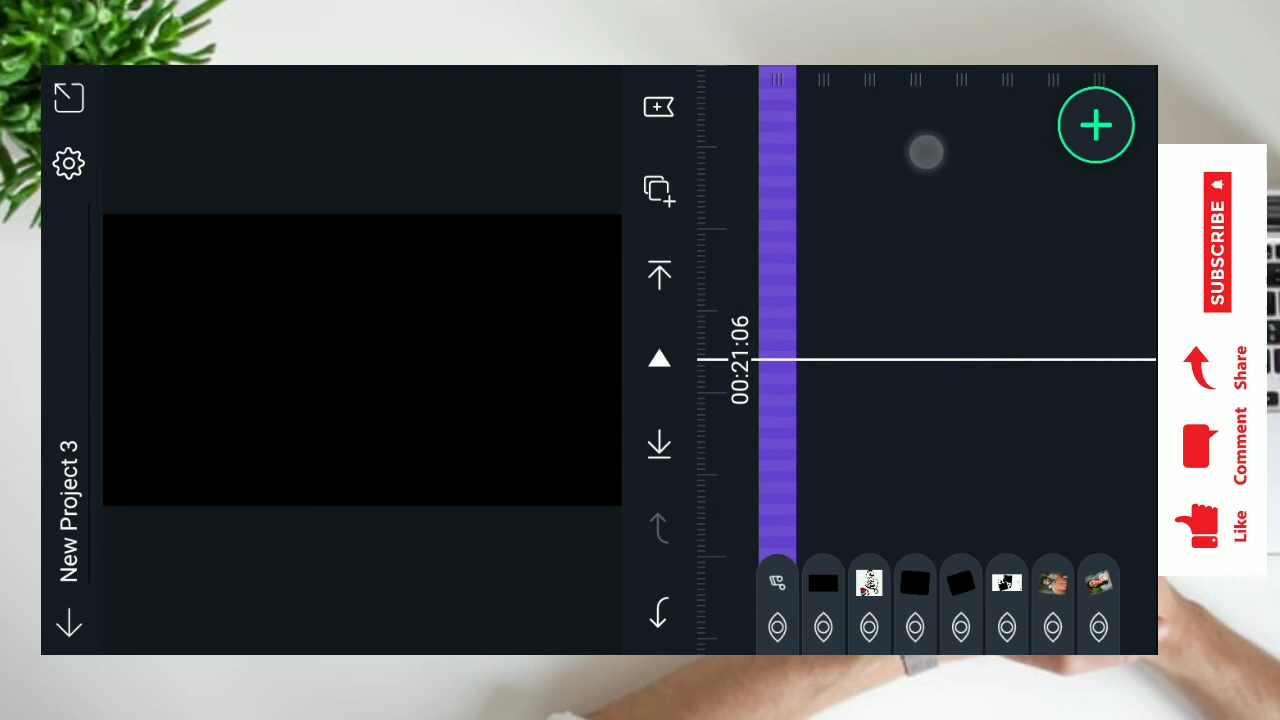 New Project 3
00:21:06
SUBSCRIBE
Like
Comment
Share